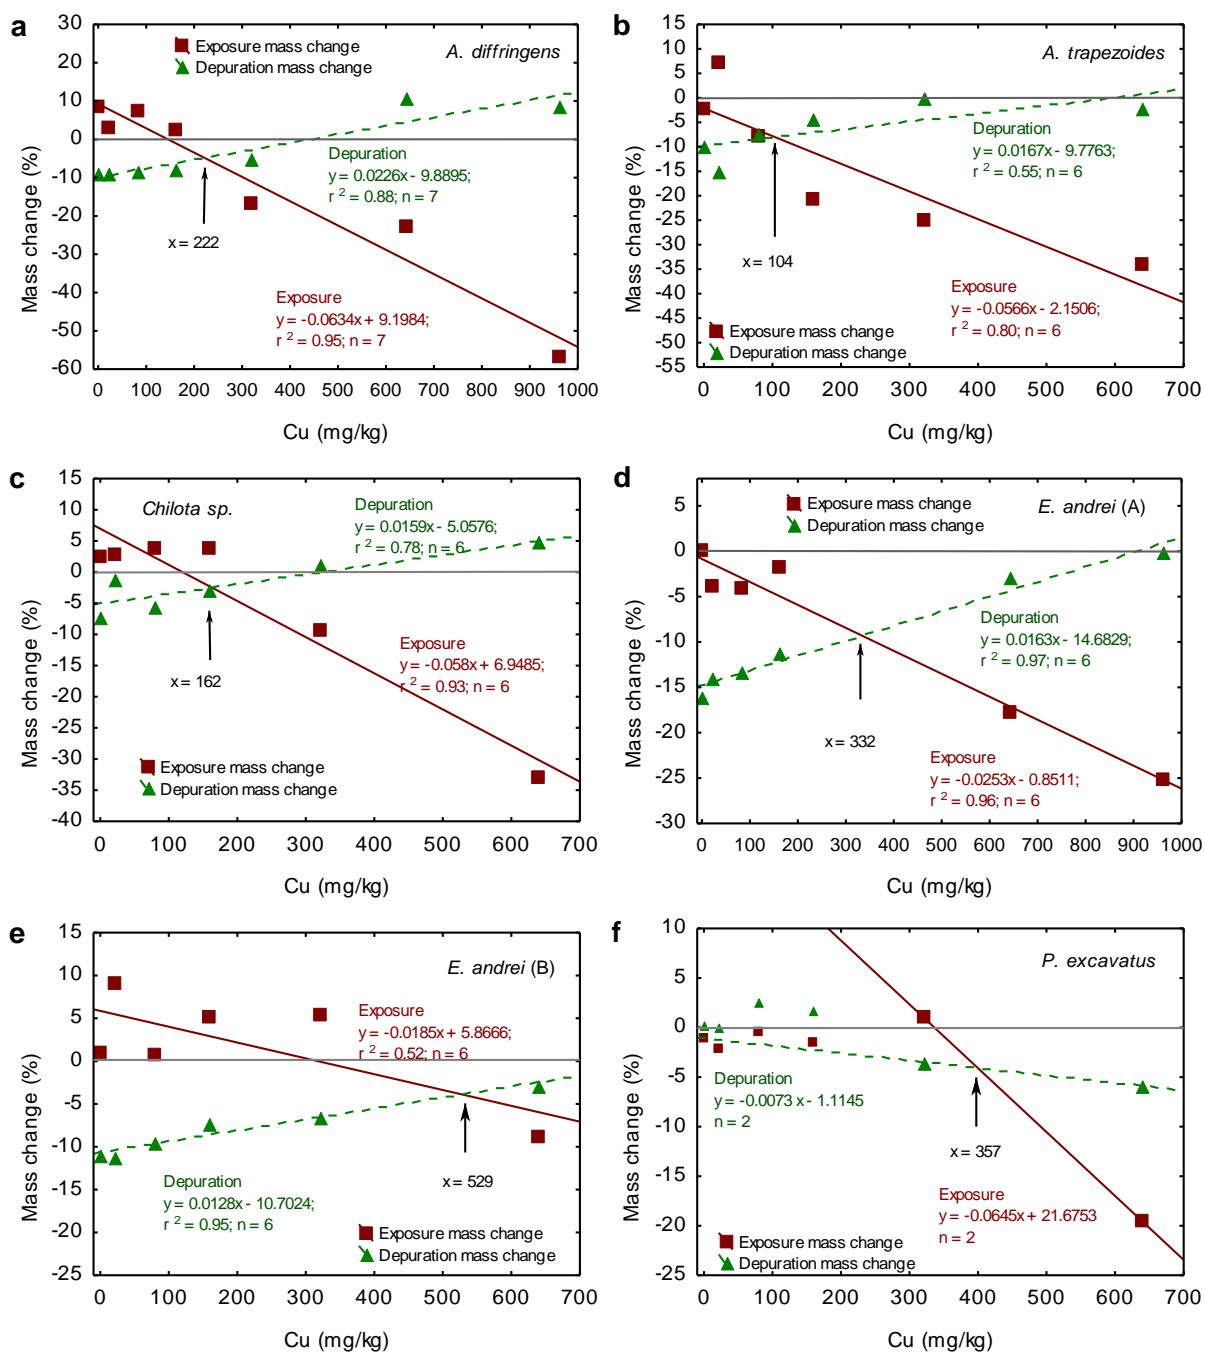 a
30
20
10
0
-10
-20
-30
-40
-50
-60
Mass change (%)
Exposure mass change
Depuration mass change
A. diffringens
Depuration
y = 0.0226x - 9.8895;
r 2 = 0.88; n = 7
x = 222
Exposure
y = -0.0634x + 9.1984;
r 2 = 0.95; n = 7
0 100 200 300 400 500 600 700 800 900 1000
Cu (mg/kg)
b
15
10
5
0
-5
-10
-15
-20
-25
-30
-35
-40
-45
-50
-55
Mass change (%)
A. trapezoides
Depuration
y = 0.0167x - 9.7763
r 2 = 0.55; n = 6
x = 104
Exposure
y = -0.0566x - 2.1506;
r 2 = 0.80; n = 6
Exposure mass change
Depuration mass change
0 100 200 300 400 500 600 700
Cu (mg/kg)
c
15
10
5
0
-5
-10
-15
-20
-25
-30
-35
-40
Mass change (%)
Chilota sp.
Depuration
y = 0.0159x - 5.0576;
r 2 = 0.78; n = 6
x = 162
Exposure
y = -0.058x + 6.9485;
r 2 = 0.93; n = 6
Exposure mass change
Depuration mass change
0 100 200 300 400 500 600 700
Cu (mg/kg)
d
5
0
-5
-10
-15
-20
-25
-30
Mass change (%)
Exposure mass change
Depuration mass change
E. andrei (A)
Depuration
y = 0.0163x - 14.6829;
r 2 = 0.97; n = 6
x = 332
Exposure
y = -0.0253x - 0.8511;
r 2 = 0.96; n = 6
0 100 200 300 400 500 600 700 800 900 1000
Cu (mg/kg)
e
15
10
5
0
-5
-10
-15
-20
-25
Mass change (%)
E. andrei (B)
Exposure
y = -0.0185x + 5.8666;
r 2 = 0.52; n = 6
x = 529
Depuration
y = 0.0128x - 10.7024;
r 2 = 0.95; n = 6
Exposure mass change
Depuration mass change
0 100 200 300 400 500 600 700
Cu (mg/kg)
f
10
5
0
-5
-10
-15
-20
-25
Mass change (%)
P. excavatus
Depuration
y = -0.0073 x - 1.1145
n = 2
x = 357
Exposure
y = -0.0645x + 21.6753
n = 2
Exposure mass change
Depuration mass change
0 100 200 300 400 500 600 700
Cu (mg/kg)